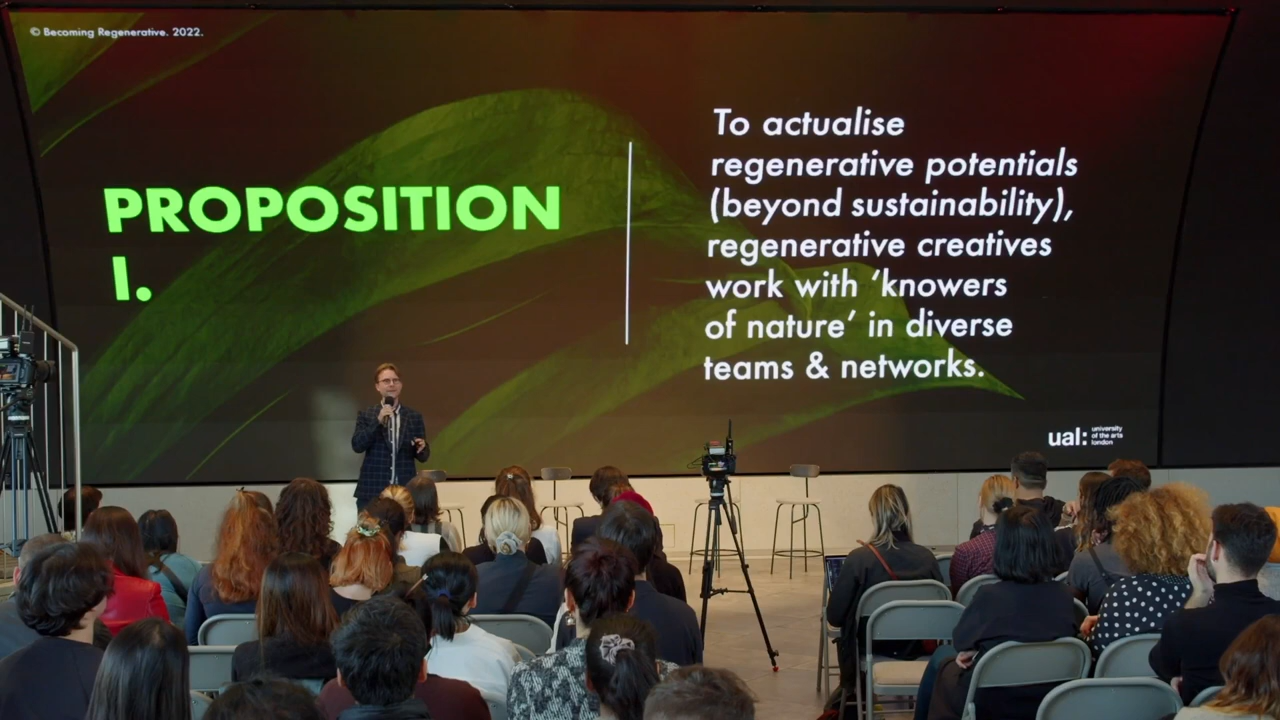 © Becoming Regenerative. 2022.
PROPOSITION
I.
To actualise
regenerative potentials
(beyond sustainability),
regenerative creatives
work with ‘knowers
of nature’ in diverse
teams & networks.
ual:
university
of the arts
london